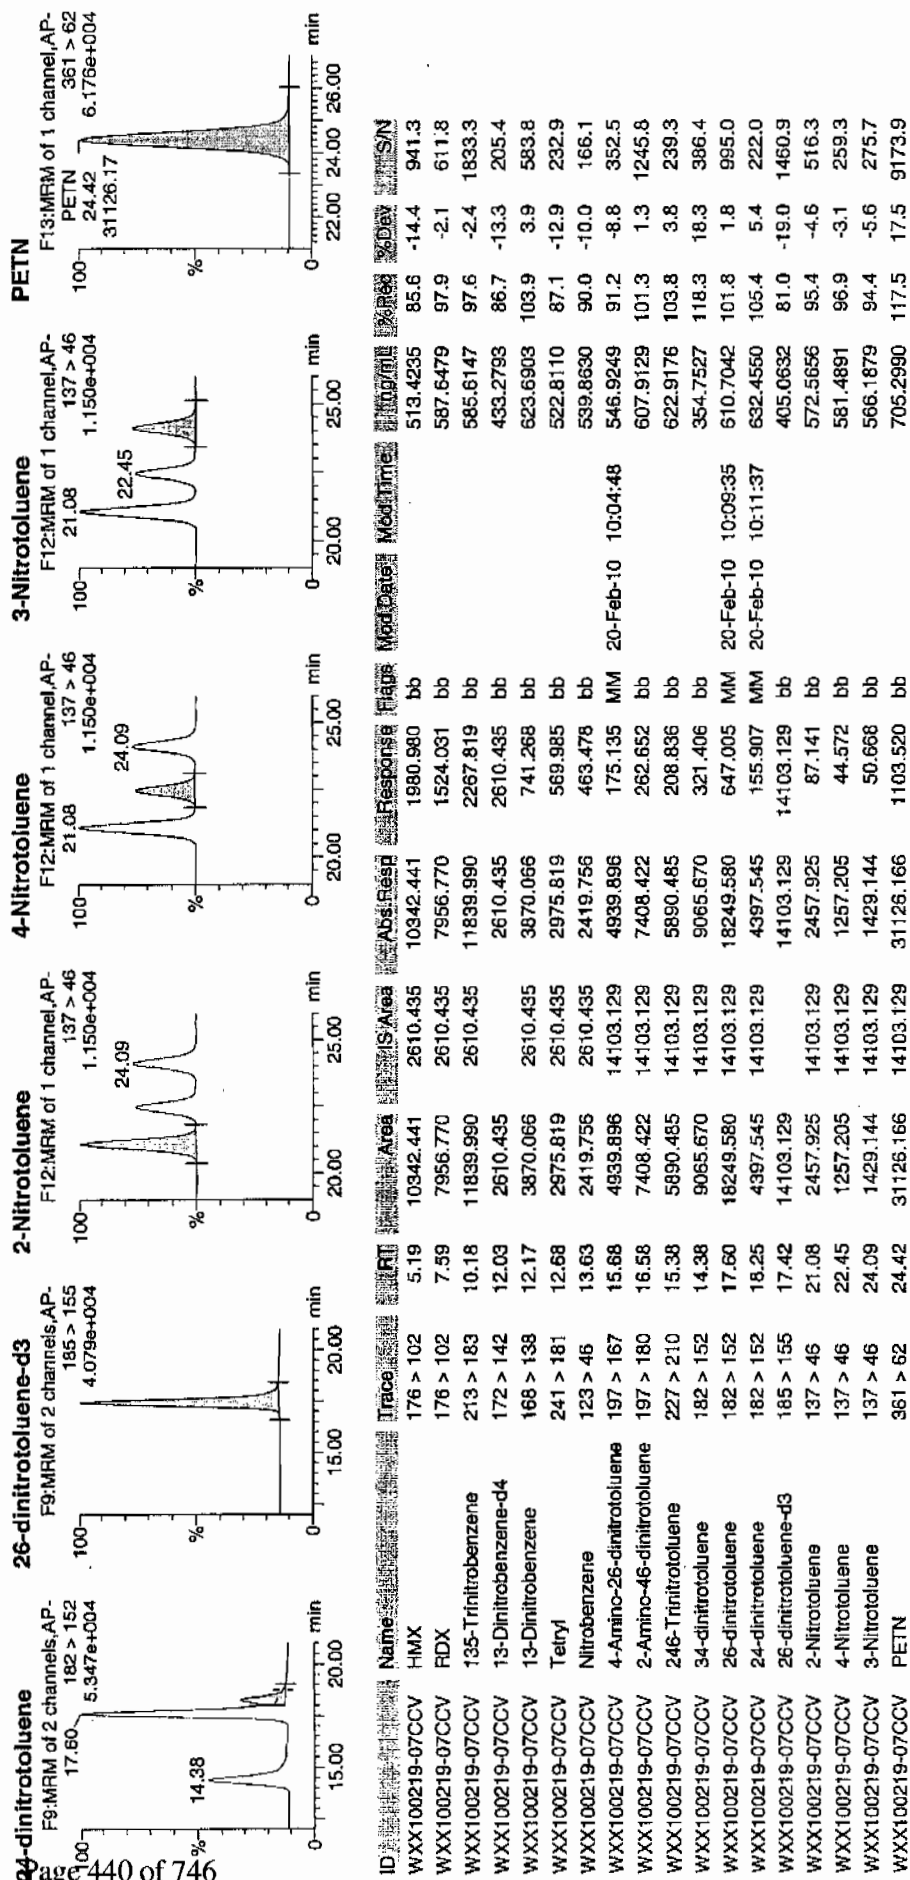 24-dinitrotoluene
F9:MRM of 2 channels,AP-
182 > 152
5.347e+004
17.60
14.38
100
%
0
15.00
20.00
min
26-dinitrotoluene-d3
F9:MRM of 2 channels,AP-
185 > 155
4.079e+004
100
%
0
15.00
20.00
min
2-Nitrotoluene
F12:MRM of 1 channel,AP-
137 > 46
1.150e+004
24.09
100
%
0
20.00
25.00
min
4-Nitrotoluene
F12:MRM of 1 channel,AP-
137 > 46
1.150e+004
21.08
24.09
100
%
0
20.00
25.00
min
3-Nitrotoluene
F12:MRM of 1 channel,AP-
137 > 46
1.150e+004
21.08
22.45
100
%
0
20.00
25.00
min
PETN
F13:MRM of 1 channel,AP-
361 > 62
6.176e+004
PETN
24.42
31126.17
100
%
0
22.00
24.00
26.00
min
ID Name Trace RT Area IS Area Abs.Resp Response Flags Mod.Date Mod.Time ng/mL %Rec %Dev S/N
WXX100219-07CCV HMX 176 > 102 5.19 10342.441 2610.435 10342.441 1980.980 bb 513.4235 85.6 -14.4 941.3
WXX100219-07CCV RDX 176 > 102 7.59 7956.770 2610.435 7956.770 1524.031 bb 587.6479 97.9 -2.1 611.8
WXX100219-07CCV 135-Trinitrobenzene 213 > 183 10.18 11839.990 2610.435 11839.990 2267.819 bb 585.6147 97.6 -2.4 1833.3
WXX100219-07CCV 13-Dinitrobenzene-d4 172 > 142 12.03 2610.435 2610.435 2610.435 bb 433.2793 86.7 -13.3 205.4
WXX100219-07CCV 13-Dinitrobenzene 168 > 138 12.17 3870.066 2610.435 3870.066 741.268 bb 623.6903 103.9 3.9 583.8
WXX100219-07CCV Tetryl 241 > 181 12.68 2975.819 2610.435 2975.819 569.985 bb 522.8110 87.1 -12.9 232.9
WXX100219-07CCV Nitrobenzene 123 > 46 13.63 2419.756 2610.435 2419.756 463.478 bb 539.8630 90.0 -10.0 166.1
WXX100219-07CCV 4-Amino-26-dinitrotoluene 197 > 167 15.68 4939.896 14103.129 4939.896 175.135 MM 20-Feb-10 10:04:48 546.9249 91.2 -8.8 352.5
WXX100219-07CCV 2-Amino-46-dinitrotoluene 197 > 180 16.58 7408.422 14103.129 7408.422 262.652 bb 607.9129 101.3 1.3 1245.8
WXX100219-07CCV 246-Trinitrotoluene 227 > 210 15.38 5890.485 14103.129 5890.485 208.836 bb 622.9176 103.8 3.8 239.3
WXX100219-07CCV 34-dinitrotoluene 182 > 152 14.38 9065.670 14103.129 9065.670 321.406 bb 354.7527 118.3 18.3 386.4
WXX100219-07CCV 26-dinitrotoluene 182 > 152 17.60 18249.580 14103.129 18249.580 647.005 MM 20-Feb-10 10:09:35 610.7042 101.8 1.8 995.0
WXX100219-07CCV 24-dinitrotoluene 182 > 152 18.25 4397.545 14103.129 4397.545 155.907 MM 20-Feb-10 10:11:37 632.4550 105.4 5.4 222.0
WXX100219-07CCV 26-dinitrotoluene-d3 185 > 155 17.42 14103.129 14103.129 14103.129 bb 405.0632 81.0 -19.0 1460.9
WXX100219-07CCV 2-Nitrotoluene 137 > 46 21.08 2457.925 14103.129 2457.925 87.141 bb 572.5656 95.4 -4.6 516.3
WXX100219-07CCV 4-Nitrotoluene 137 > 46 22.45 1257.205 14103.129 1257.205 44.572 bb 581.4891 96.9 -3.1 259.3
WXX100219-07CCV 3-Nitrotoluene 137 > 46 24.09 1429.144 14103.129 1429.144 50.668 bb 566.1879 94.4 -5.6 275.7
WXX100219-07CCV PETN 361 > 62 24.42 31126.166 14103.129 31126.166 1103.520 bb 705.2990 117.5 17.5 9173.9
Page 440 of 746